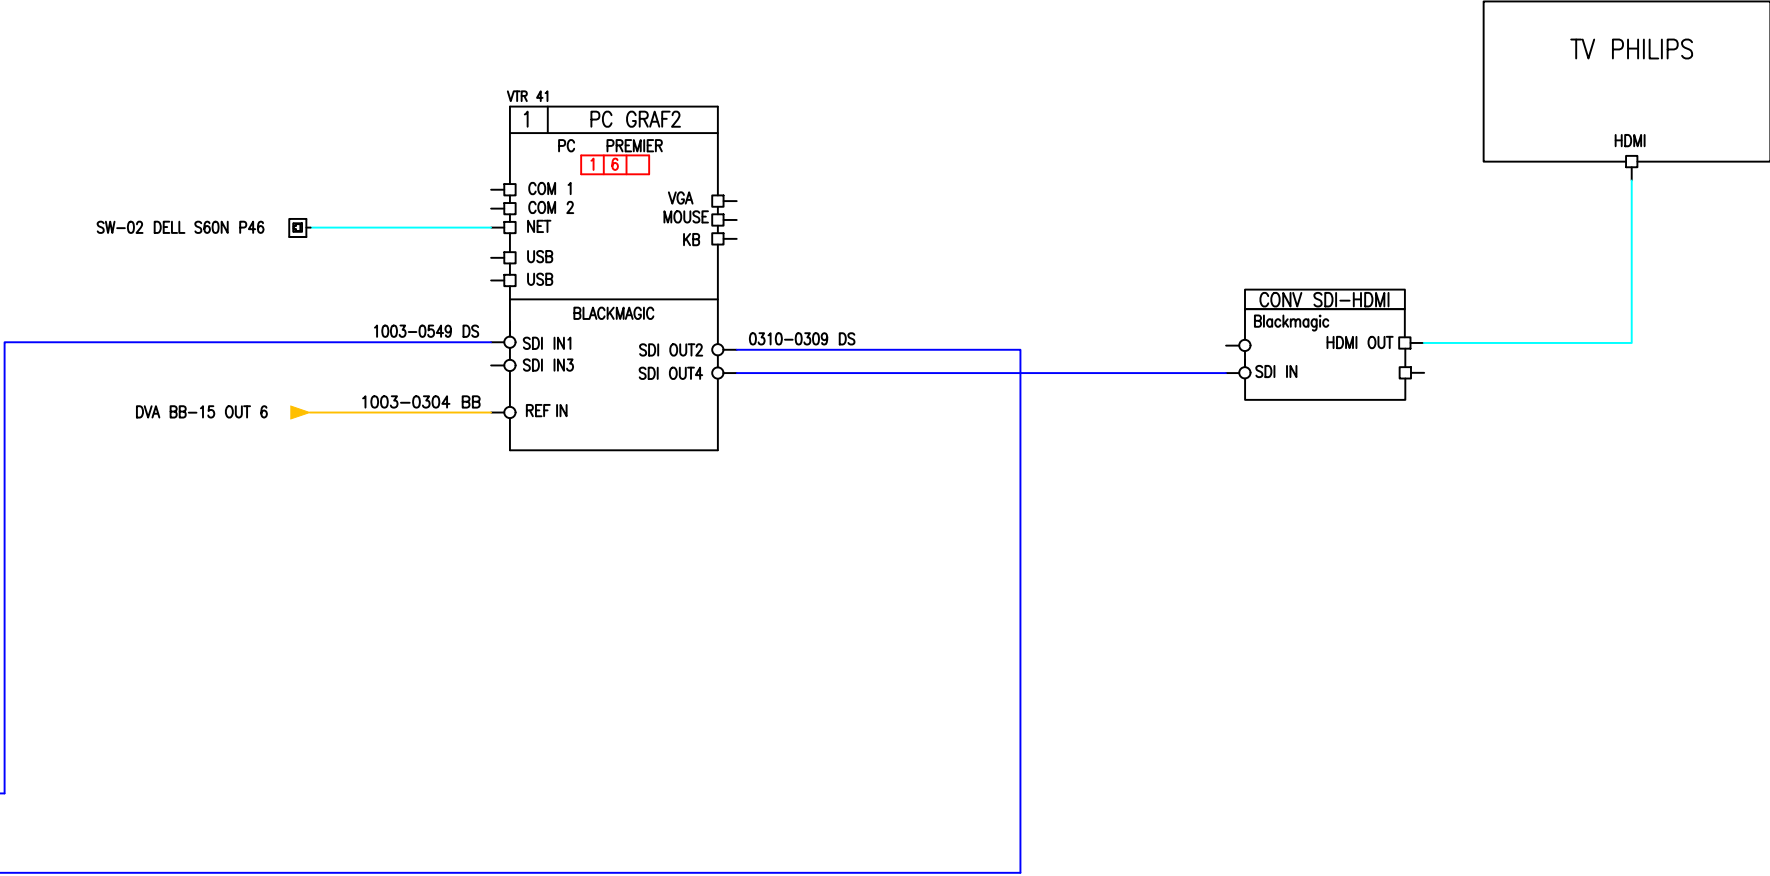 TV PHILIPS
HDMI
VTR 41
1 PC GRAF2
PC PREMIER
1 6
COM 1
COM 2
NET
USB
USB
VGA
MOUSE
KB
SW-02 DELL S60N P46
BLACKMAGIC
1003-0549 DS
SDI IN1
SDI IN3
REF IN
SDI OUT2
SDI OUT4
0310-0309 DS
DVA BB-15 OUT 6
1003-0304 BB
CONV SDI-HDMI
Blackmagic
HDMI OUT
SDI IN